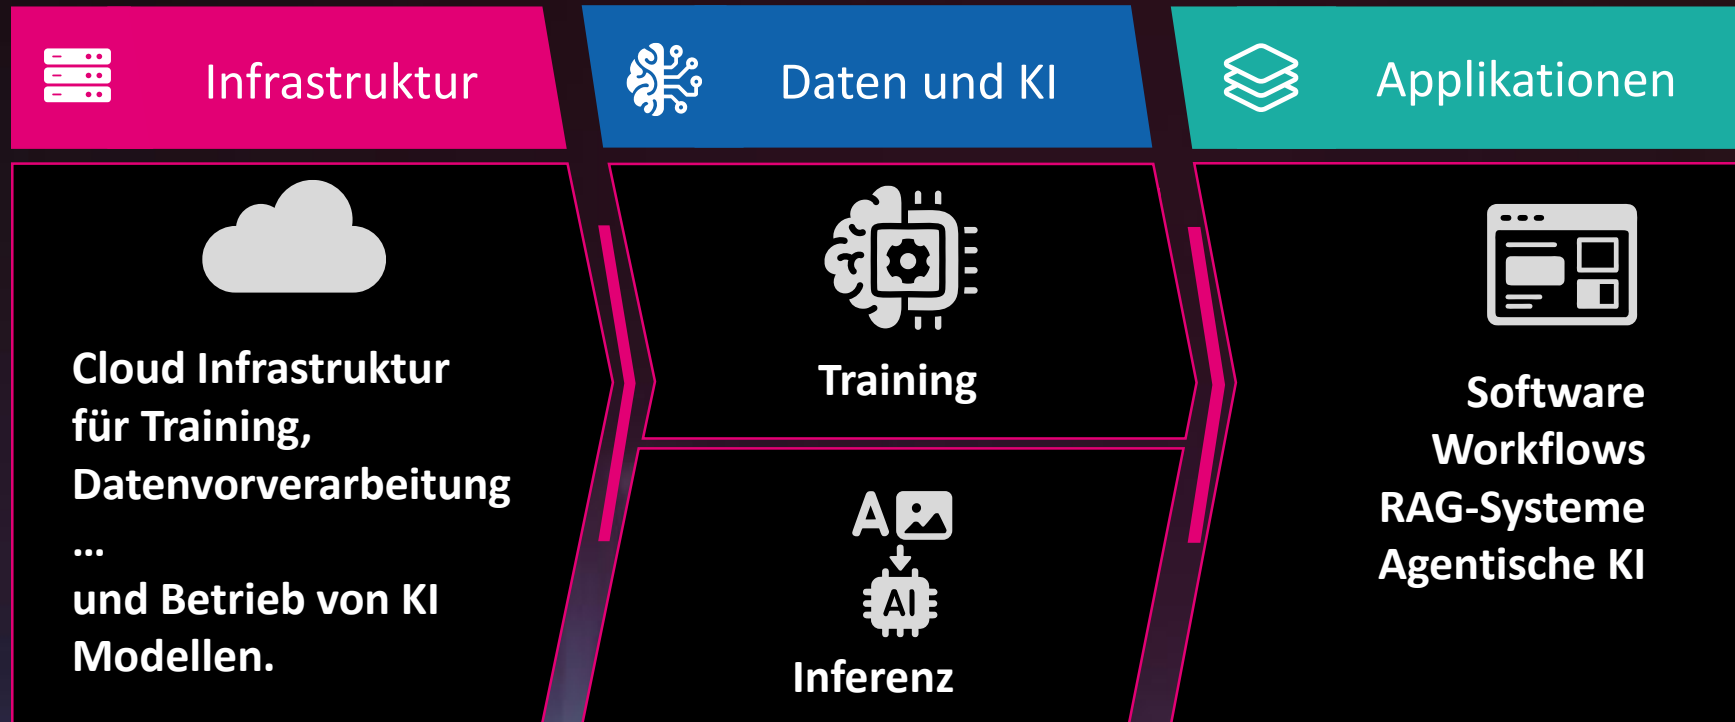 Infrastruktur
Daten und KI
Applikationen
Cloud Infrastruktur
für Training,
Datenvorverarbeitung
...
und Betrieb von KI
Modellen.
Training
A
AI
Inferenz
Software
Workflows
RAG-Systeme
Agentische KI